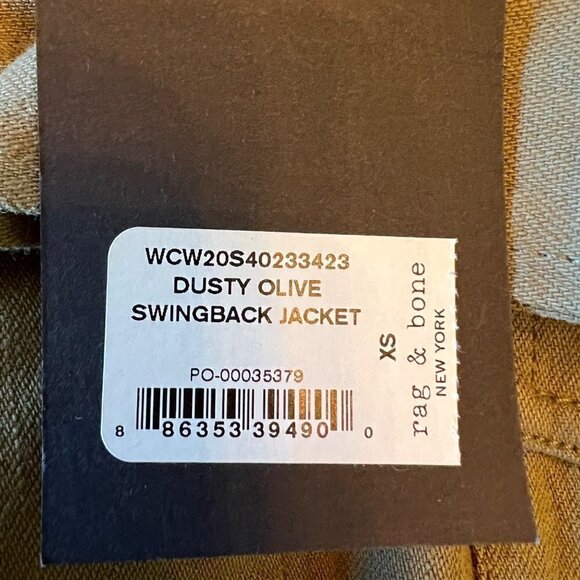 WCW20S40233423
DUSTY OLIVE
SWINGBACK JACKET
PO-00035379
8 86353 39490 0
XS
rag & bone
NEW YORK